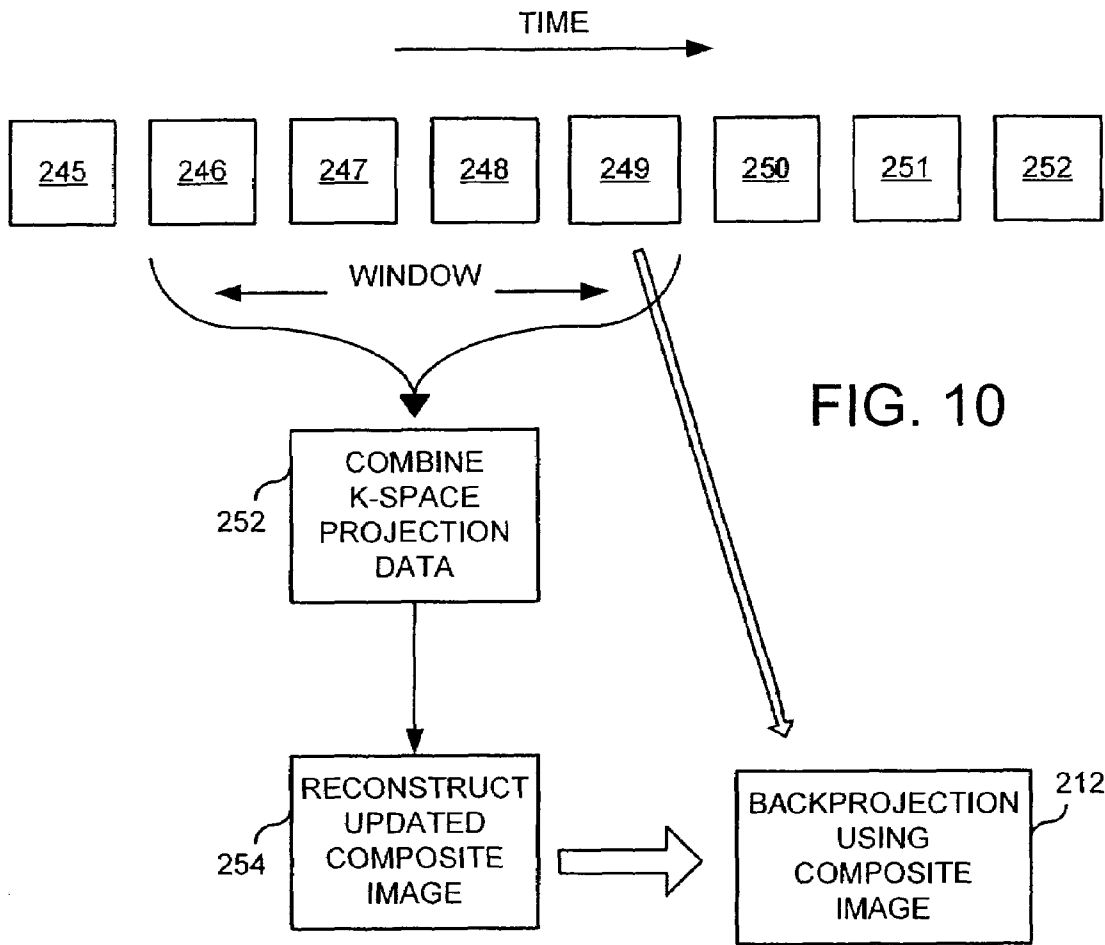 TIME
245 246 247 248 249 250 251 252
WINDOW
FIG. 10
COMBINE
K-SPACE
PROJECTION
DATA
252
RECONSTRUCT
UPDATED
COMPOSITE
IMAGE
254
BACKPROJECTION
USING
COMPOSITE
IMAGE
212